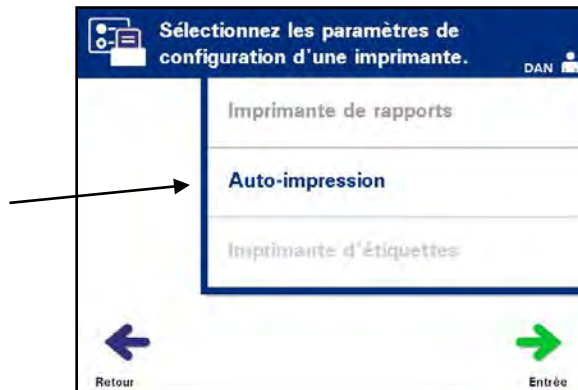 Sélectionnez les paramètres de
configuration d'une imprimante.
DAN
Imprimante de rapports
Auto-impression
Imprimante d'étiquettes
Retour
Entrée